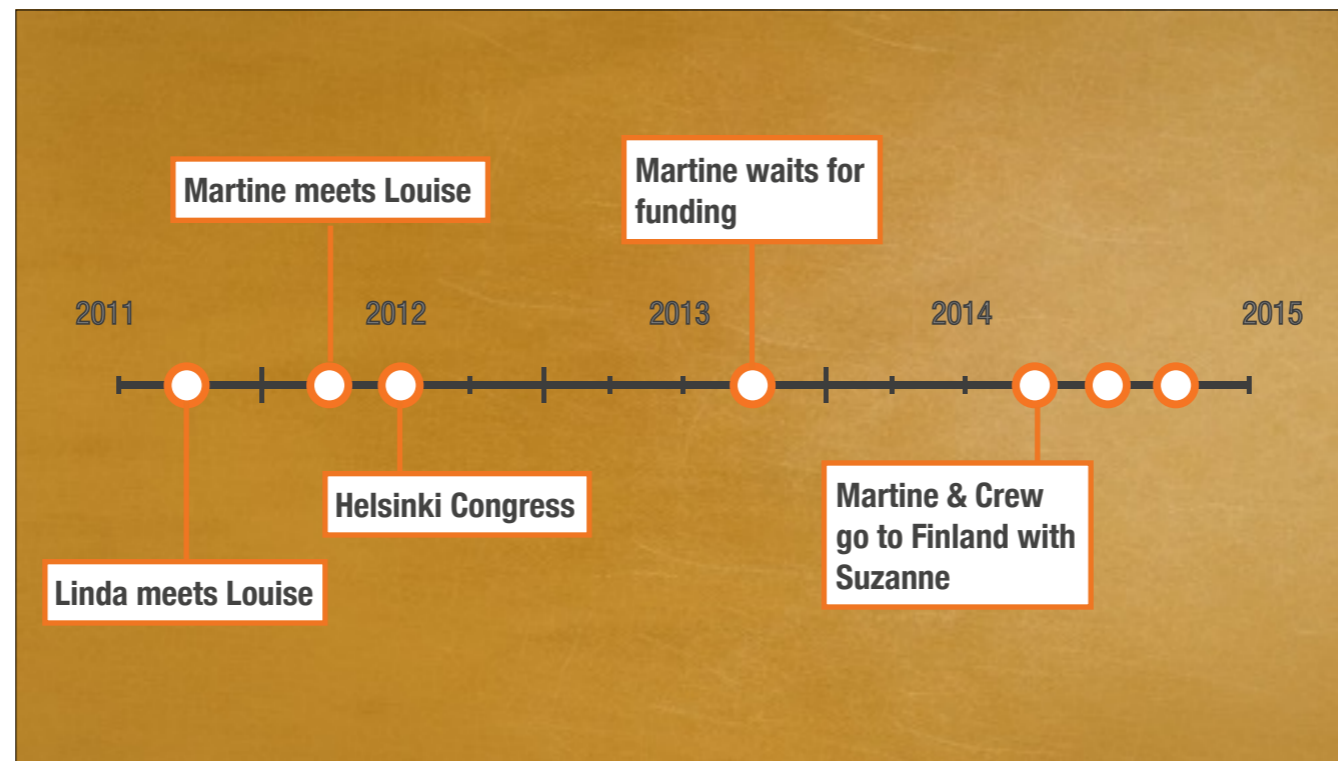 Martine meets Louise
Martine waits for
funding
2011
2012
2013
2014
2015
Helsinki Congress
Martine & Crew
go to Finland with
Suzanne
Linda meets Louise